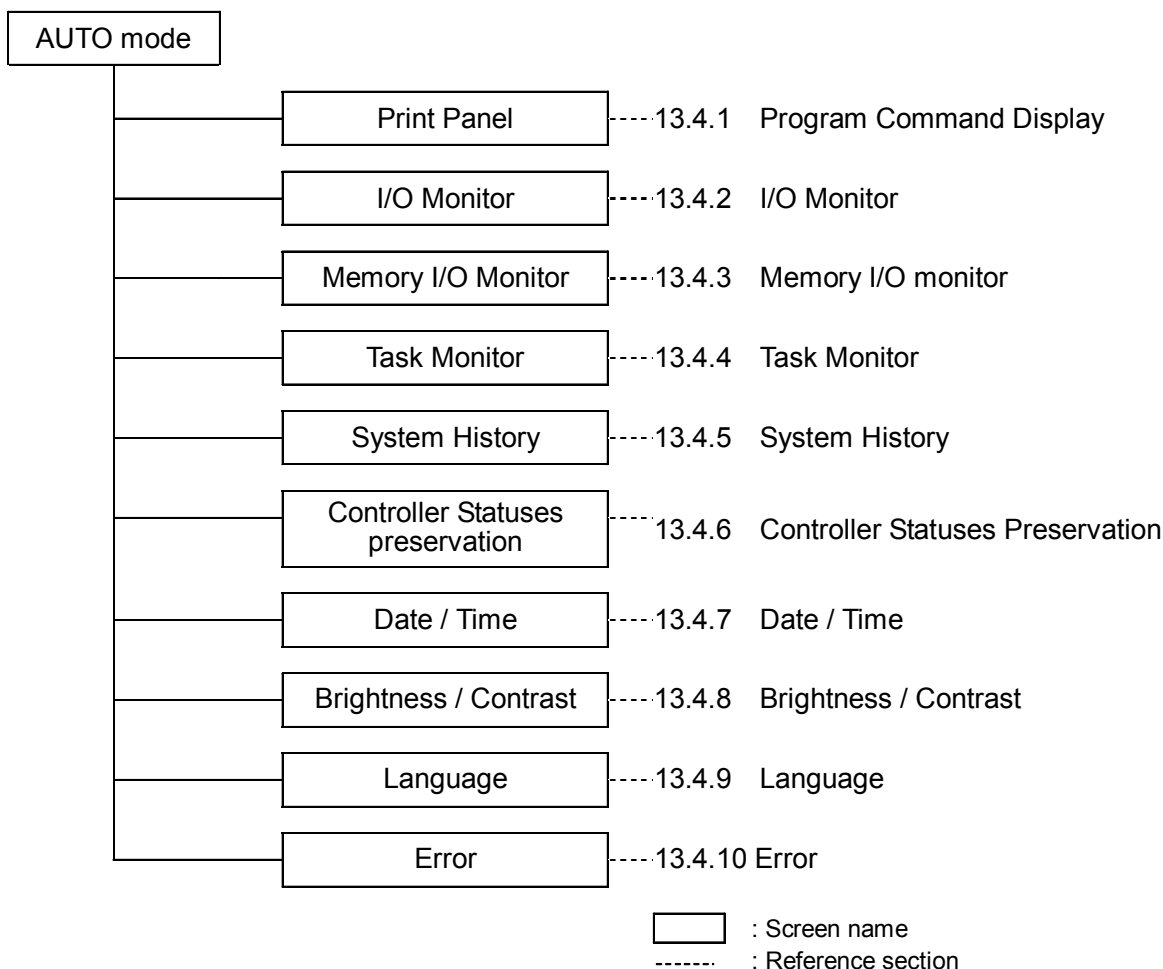 AUTO mode
Print Panel 13.4.1 Program Command Display
I/O Monitor 13.4.2 I/O Monitor
Memory I/O Monitor 13.4.3 Memory I/O monitor
Task Monitor 13.4.4 Task Monitor
System History 13.4.5 System History
Controller Statuses
preservation 13.4.6 Controller Statuses Preservation
Date / Time 13.4.7 Date / Time
Brightness / Contrast 13.4.8 Brightness / Contrast
Language 13.4.9 Language
Error 13.4.10 Error
: Screen name
: Reference section